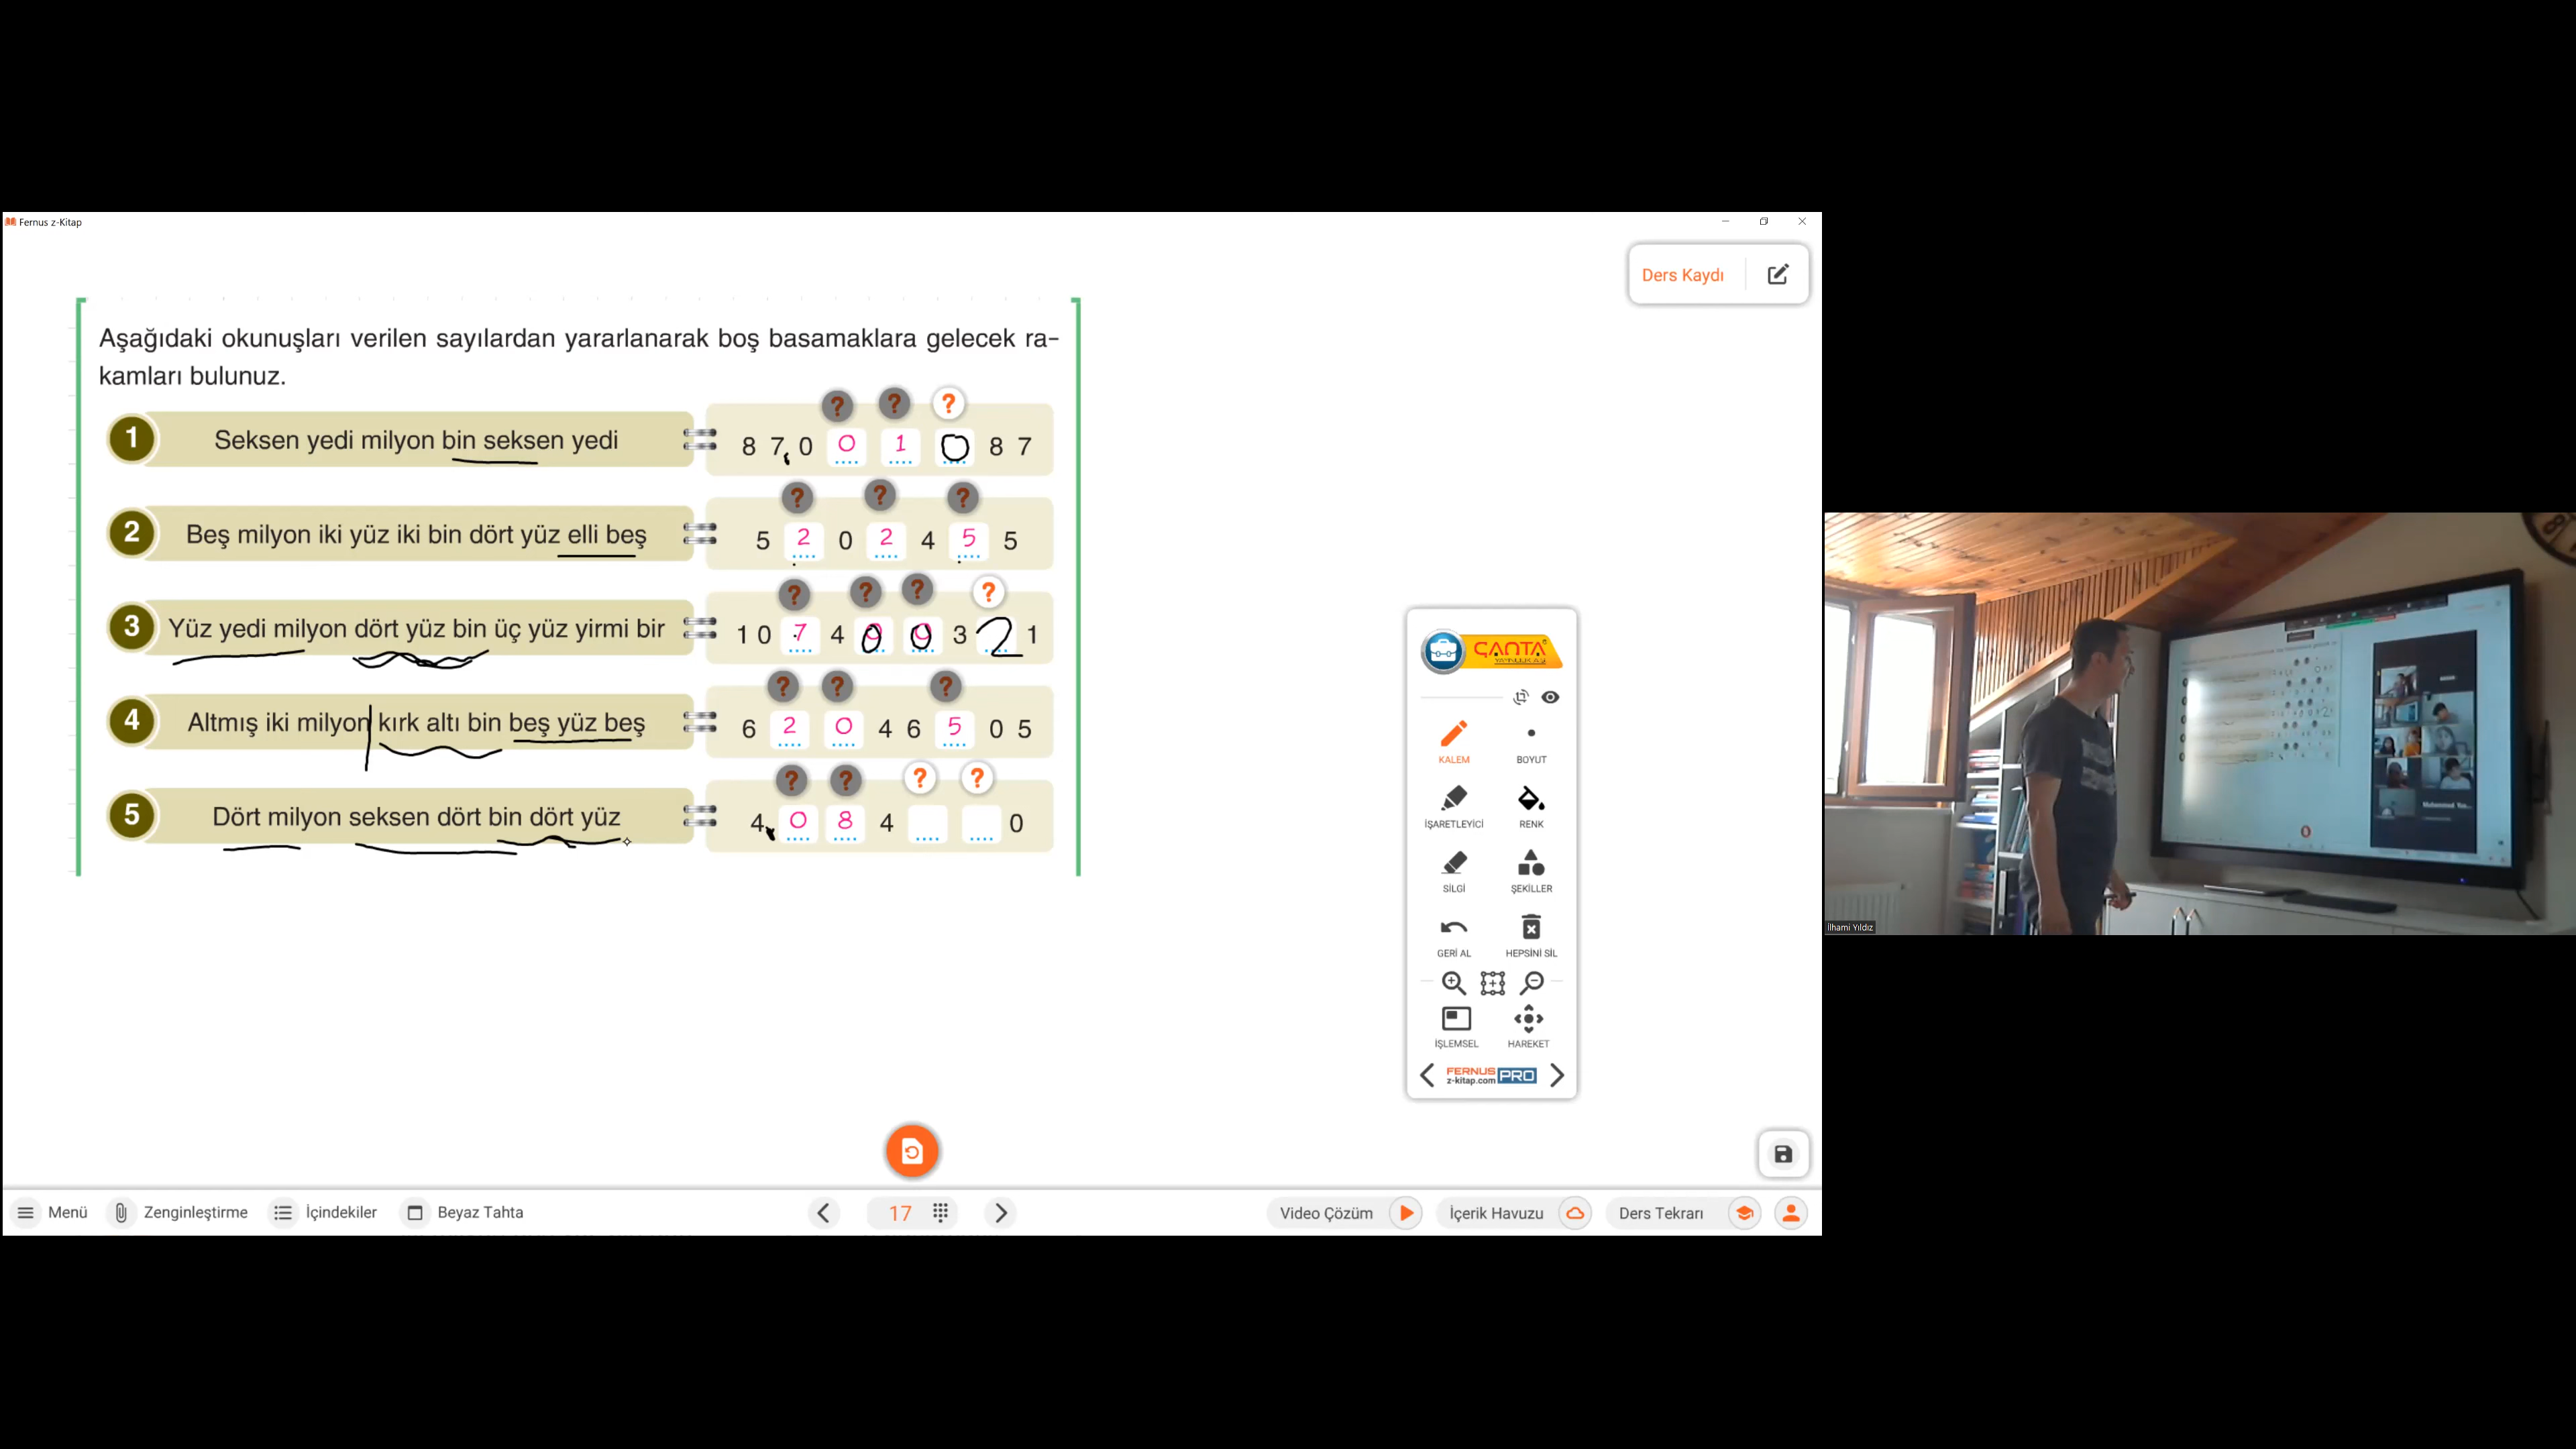 Fernus z-Kitap
Ders Kaydı
Aşağıdaki okunuşları verilen sayılardan yararlanarak boş basamaklara gelecek ra-
kamları bulunuz.
? ? ?
1 Seksen yedi milyon bin seksen yedi 8 7, 0 0 1 0 8 7
? ? ?
2 Beş milyon iki yüz iki bin dört yüz elli beş 5 2 0 2 4 5 5
? ? ? ?
3 Yüz yedi milyon dört yüz bin üç yüz yirmi bir 1 0 7 4 0 0 3 2 1
? ? ?
4 Altmış iki milyon kırk altı bin beş yüz beş 6 2 0 4 6 5 0 5
? ? ? ?
5 Dört milyon seksen dört bin dört yüz 4, 0 8 4 .... .... 0
ÇANTA
YAYINCILIK A.Ş.
KALEM BOYUT
İŞARETLEYİCİ RENK
SİLGİ ŞEKİLLER
GERİ AL HEPSİNİ SİL
İŞLEMSEL HAREKET
FERNUS
z-kitap.com PRO
İlhami Yıldız
Menü Zenginleştirme İçindekiler Beyaz Tahta 17 Video Çözüm İçerik Havuzu Ders Tekrarı